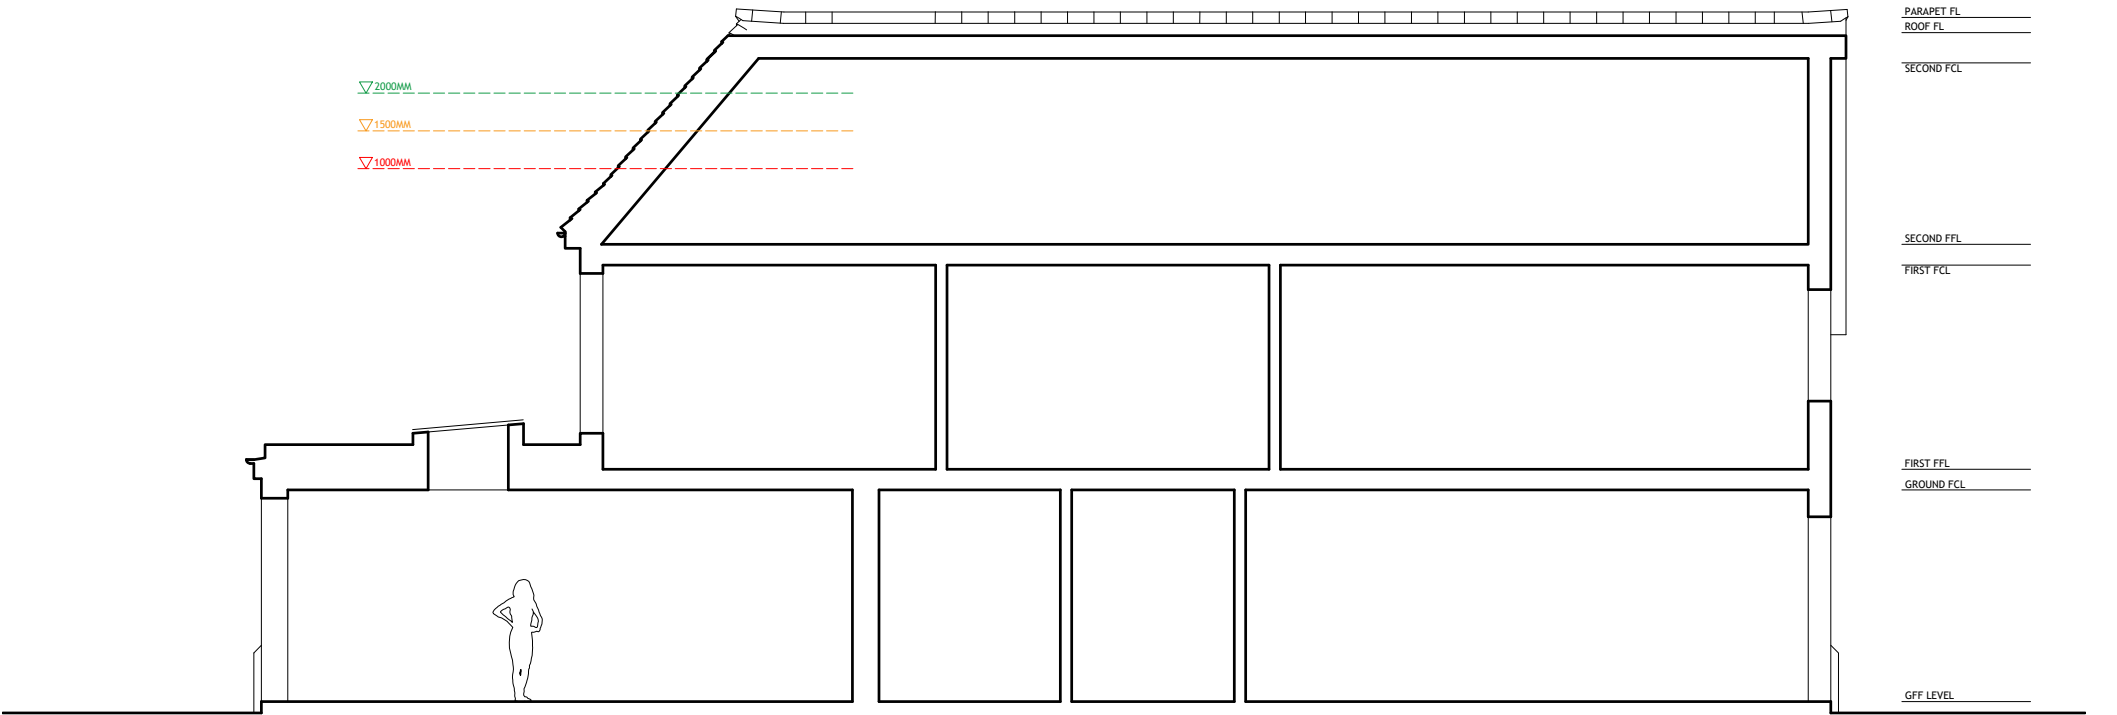 PARAPET FL
ROOF FL
SECOND FCL
2000MM
1500MM
1000MM
SECOND FFL
FIRST FCL
FIRST FFL
GROUND FCL
GFF LEVEL